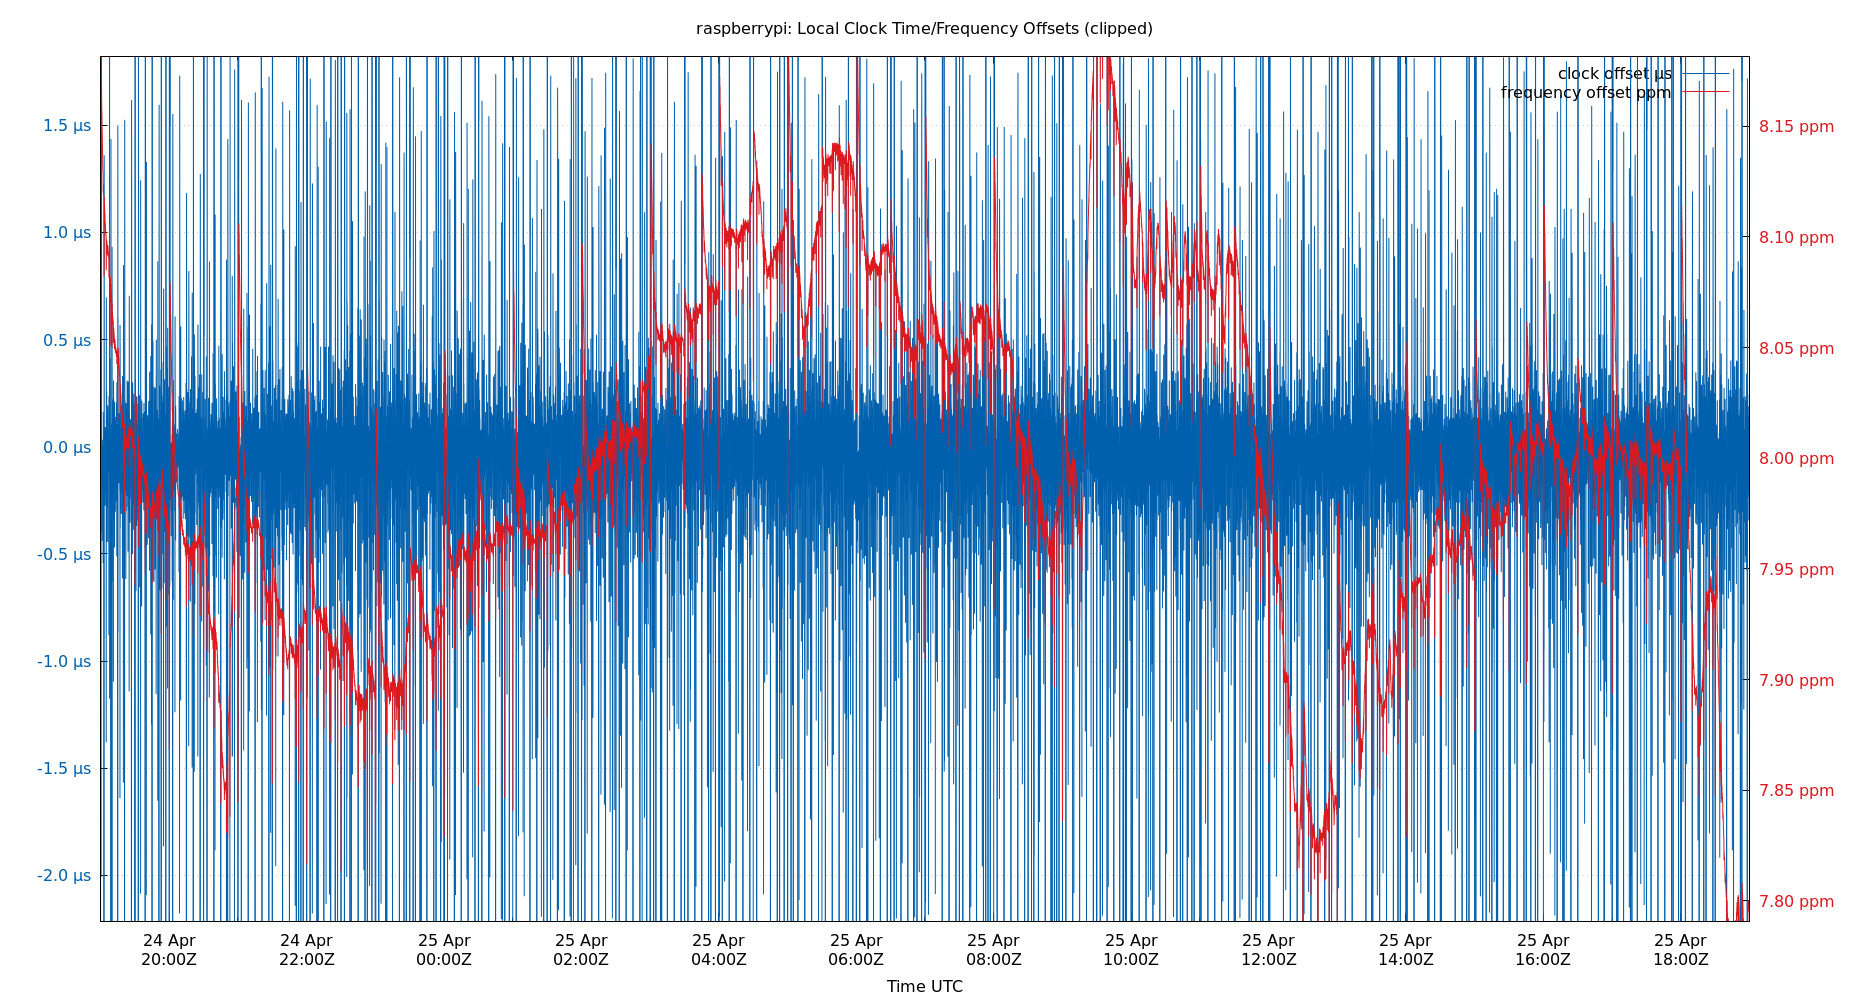 raspberrypi: Local Clock Time/Frequency Offsets (clipped)
clock offset µs
frequency offset ppm
1.5 µs
1.0 µs
0.5 µs
0.0 µs
-0.5 µs
-1.0 µs
-1.5 µs
-2.0 µs
8.15 ppm
8.10 ppm
8.05 ppm
8.00 ppm
7.95 ppm
7.90 ppm
7.85 ppm
7.80 ppm
24 Apr 24 Apr 25 Apr 25 Apr 25 Apr 25 Apr 25 Apr 25 Apr 25 Apr 25 Apr 25 Apr 25 Apr
20:00Z 22:00Z 00:00Z 02:00Z 04:00Z 06:00Z 08:00Z 10:00Z 12:00Z 14:00Z 16:00Z 18:00Z
Time UTC